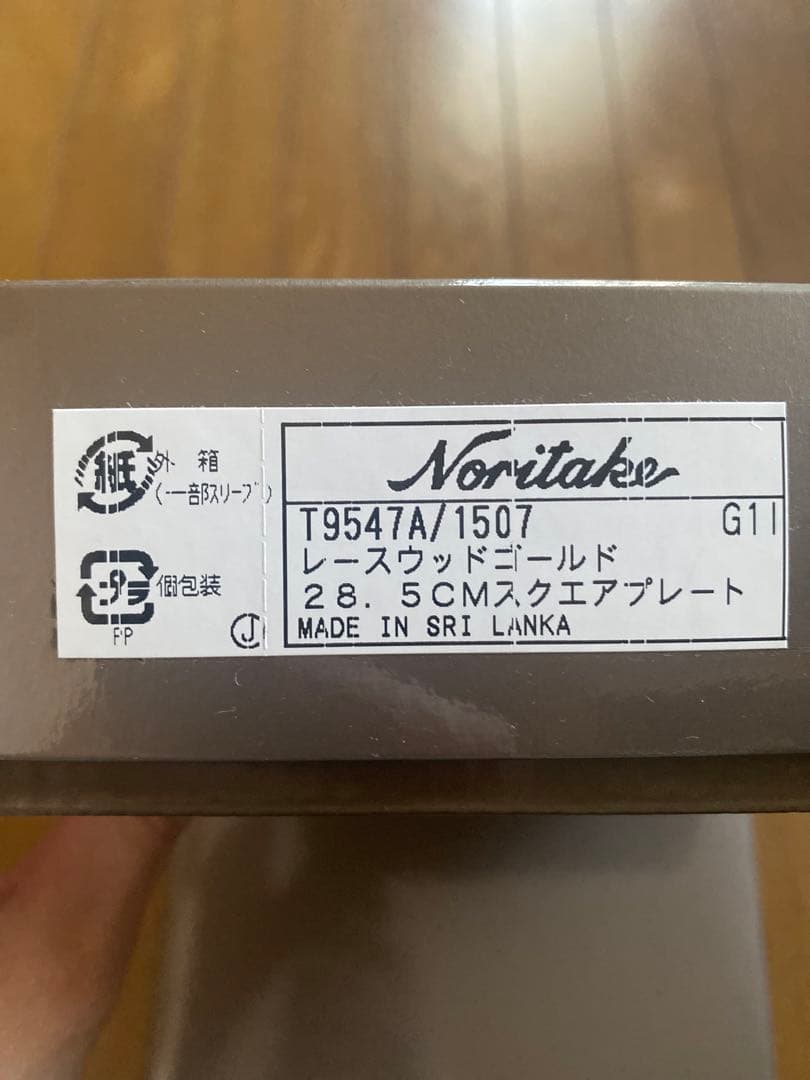 紙
外 箱
(一部スリーブ)
プラ
個包装
PP
J
Noritake
T9547A/1507 G11
レースウッドゴールド
28.5CMスクエアプレート
MADE IN SRI LANKA